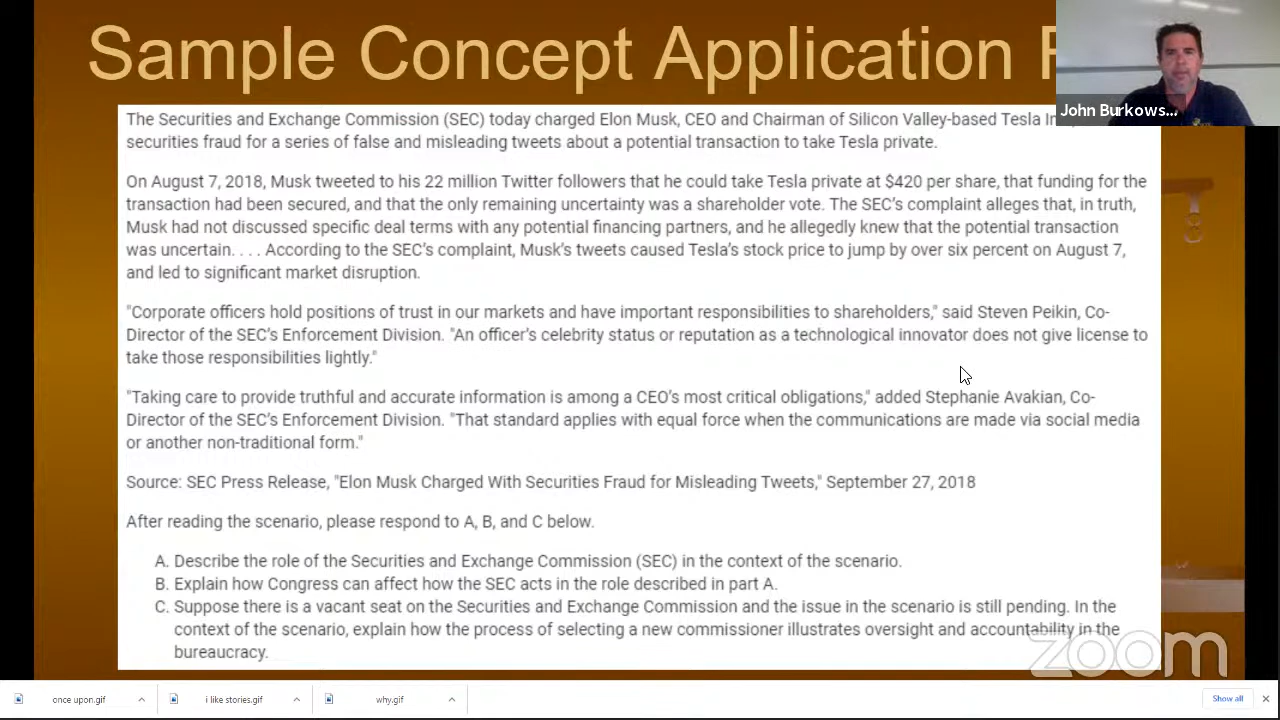 Sample Concept Application
John Burkows...
The Securities and Exchange Commission (SEC) today charged Elon Musk, CEO and Chairman of Silicon Valley-based Tesla
securities fraud for a series of false and misleading tweets about a potential transaction to take Tesla private.
On August 7, 2018, Musk tweeted to his 22 million Twitter followers that he could take Tesla private at $420 per share, that funding for the
transaction had been secured, and that the only remaining uncertainty was a shareholder vote. The SEC's complaint alleges that, in truth,
Musk had not discussed specific deal terms with any potential financing partners, and he allegedly knew that the potential transaction
was uncertain. . . . According to the SEC's complaint, Musk's tweets caused Tesla's stock price to jump by over six percent on August 7,
and led to significant market disruption.
"Corporate officers hold positions of trust in our markets and have important responsibilities to shareholders," said Steven Peikin, Co-
Director of the SEC's Enforcement Division. "An officer's celebrity status or reputation as a technological innovator does not give license to
take those responsibilities lightly."
"Taking care to provide truthful and accurate information is among a CEO's most critical obligations," added Stephanie Avakian, Co-
Director of the SEC's Enforcement Division. "That standard applies with equal force when the communications are made via social media
or another non-traditional form."
Source: SEC Press Release, "Elon Musk Charged With Securities Fraud for Misleading Tweets," September 27, 2018
After reading the scenario, please respond to A, B, and C below.
A. Describe the role of the Securities and Exchange Commission (SEC) in the context of the scenario.
B. Explain how Congress can affect how the SEC acts in the role described in part A.
C. Suppose there is a vacant seat on the Securities and Exchange Commission and the issue in the scenario is still pending. In the
context of the scenario, explain how the process of selecting a new commissioner illustrates oversight and accountability in the
bureaucracy.
zoom
once upon.gif
i like stories.gif
why.gif
Show all